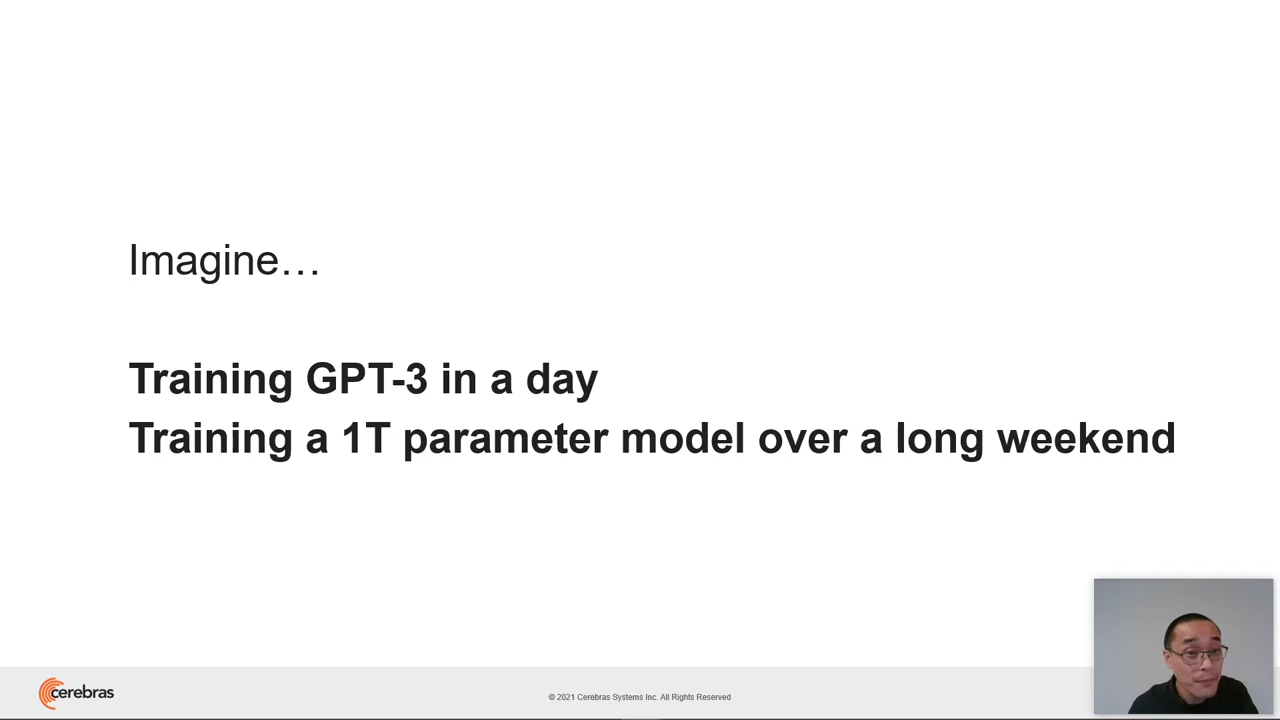 Imagine…
Training GPT-3 in a day
Training a 1T parameter model over a long weekend
cerebras
© 2021 Cerebras Systems Inc. All Rights Reserved